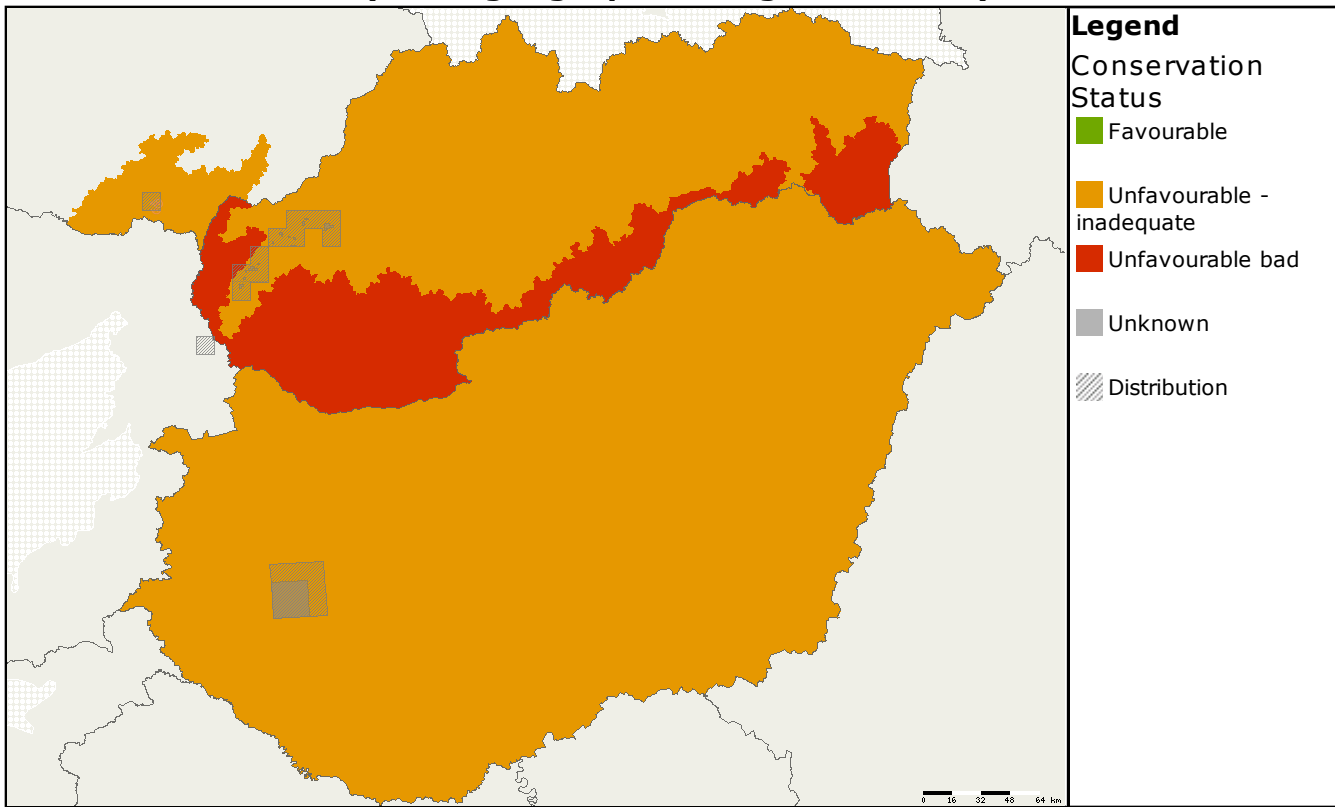 Legend
Conservation
Status
Favourable
Unfavourable -
inadequate
Unfavourable bad
Unknown
Distribution
0 16 32 48 64 km